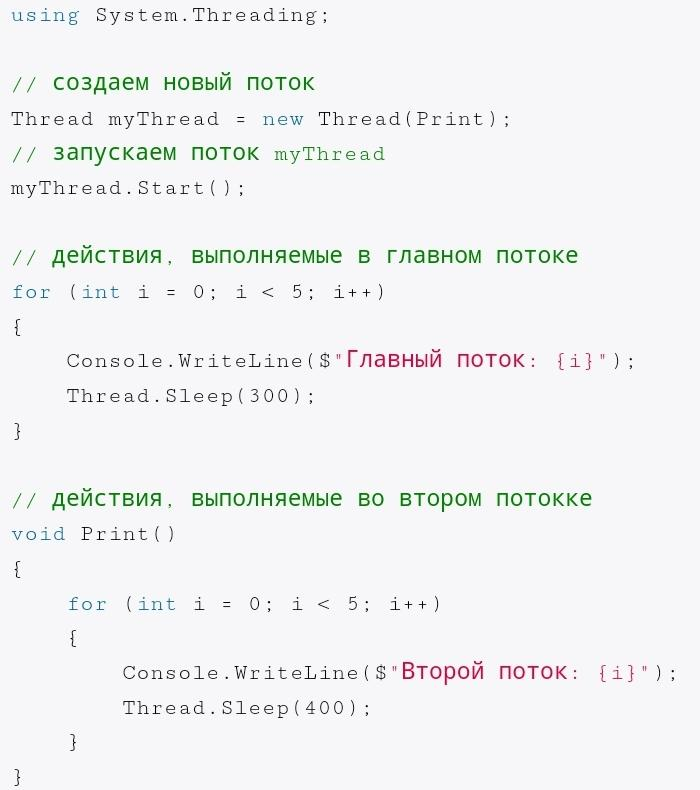 using System.Threading;
// создаем новый поток
Thread myThread = new Thread(Print);
// запускаем поток myThread
myThread.Start();
// действия, выполняемые в главном потоке
for (int i = 0; i < 5; i++)
{
    Console.WriteLine($"Главный поток: {i}");
    Thread.Sleep(300);
}
// действия, выполняемые во втором потокке
void Print()
{
    for (int i = 0; i < 5; i++)
    {
        Console.WriteLine($"Второй поток: {i}");
        Thread.Sleep(400);
    }
}